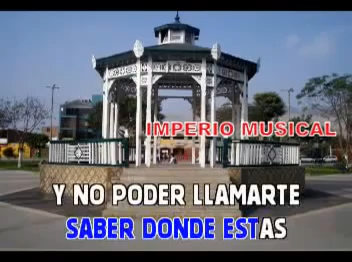 IMPERIO MUSICAL
Y NO PODER LLAMARTE
SABER DONDE ESTAS